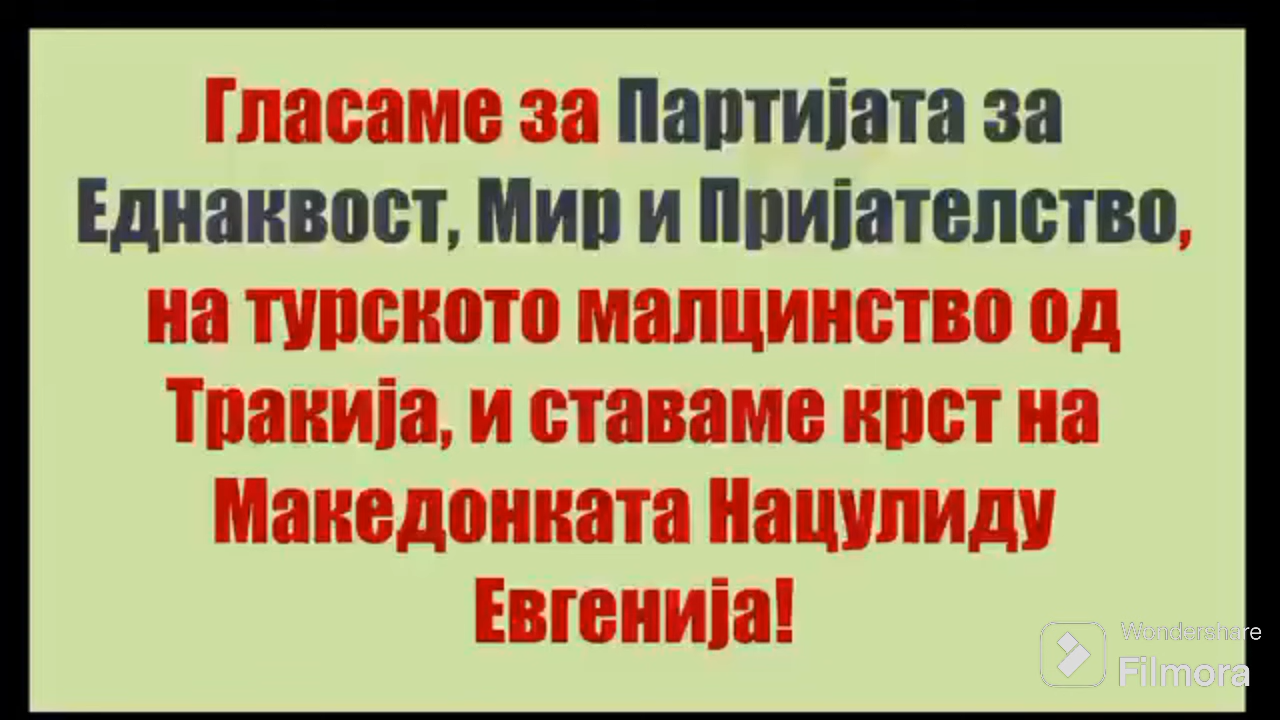 Гласаме за Партијата за
Еднаквост, Мир и Пријателство,
на турското малцинство од
Тракија, и ставаме крст на
Македонката Нацулиду
Евгенија!
Wondershare
Filmora